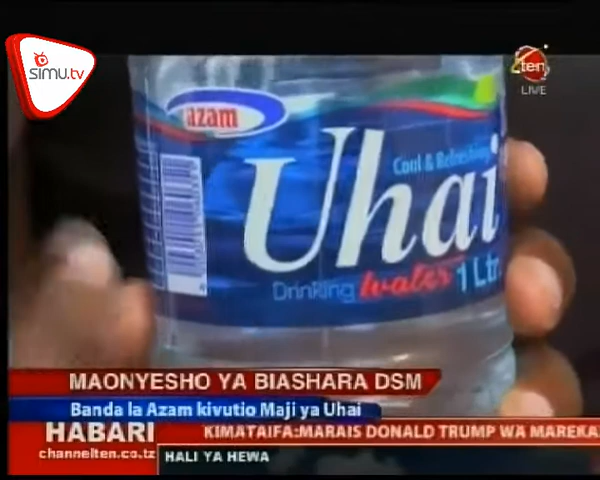 SIMU.tv
ten
LIVE
azam
Cool & Refreshing
Uhai
DrinKing Water 1 Ltr.
MAONYESHO YA BIASHARA DSM
Banda la Azam kivutio Maji ya Uhai
HABARI
KIMATAIFA:MARAIS DONALD TRUMP WA MAREKA
channelten.co.tz
HALI YA HEWA